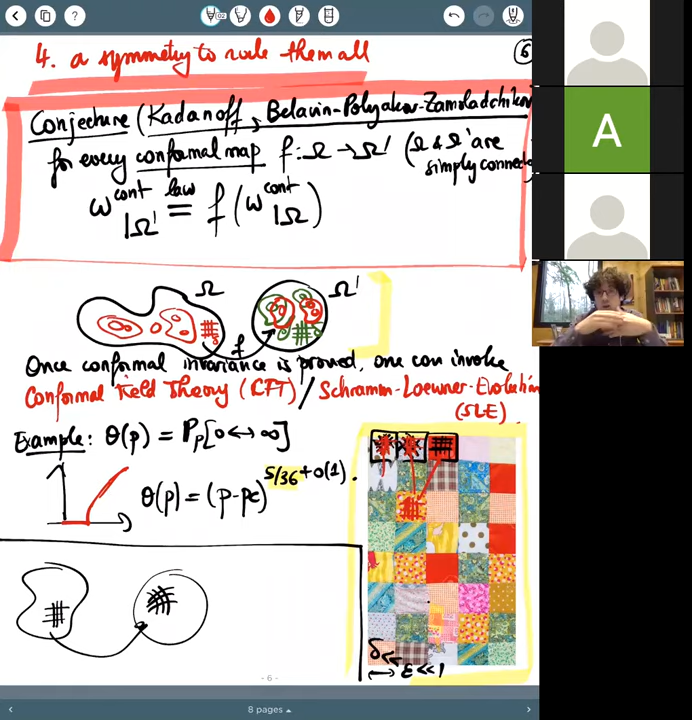 4. a symmetry to rule them all
6
Conjecture (Kadanoff, Belavin-Polyakov-Zamolodchikov
for every conformal map f: Ω → Ω' (Ω & Ω' are
simply connected
ω^cont_|Ω' law= f(ω^cont_|Ω)
A
Ω
Ω'
f
Once conformal invariance is proved, one can invoke
Conformal Field Theory (CFT) / Schramm-Loewner-Evolution
(SLE)
Example: θ(p) = P_p[0 ↔ ∞]
θ(p) = (p - pc)^5/36 + o(1).
δ <<
ε << 1
- 6 -
8 pages